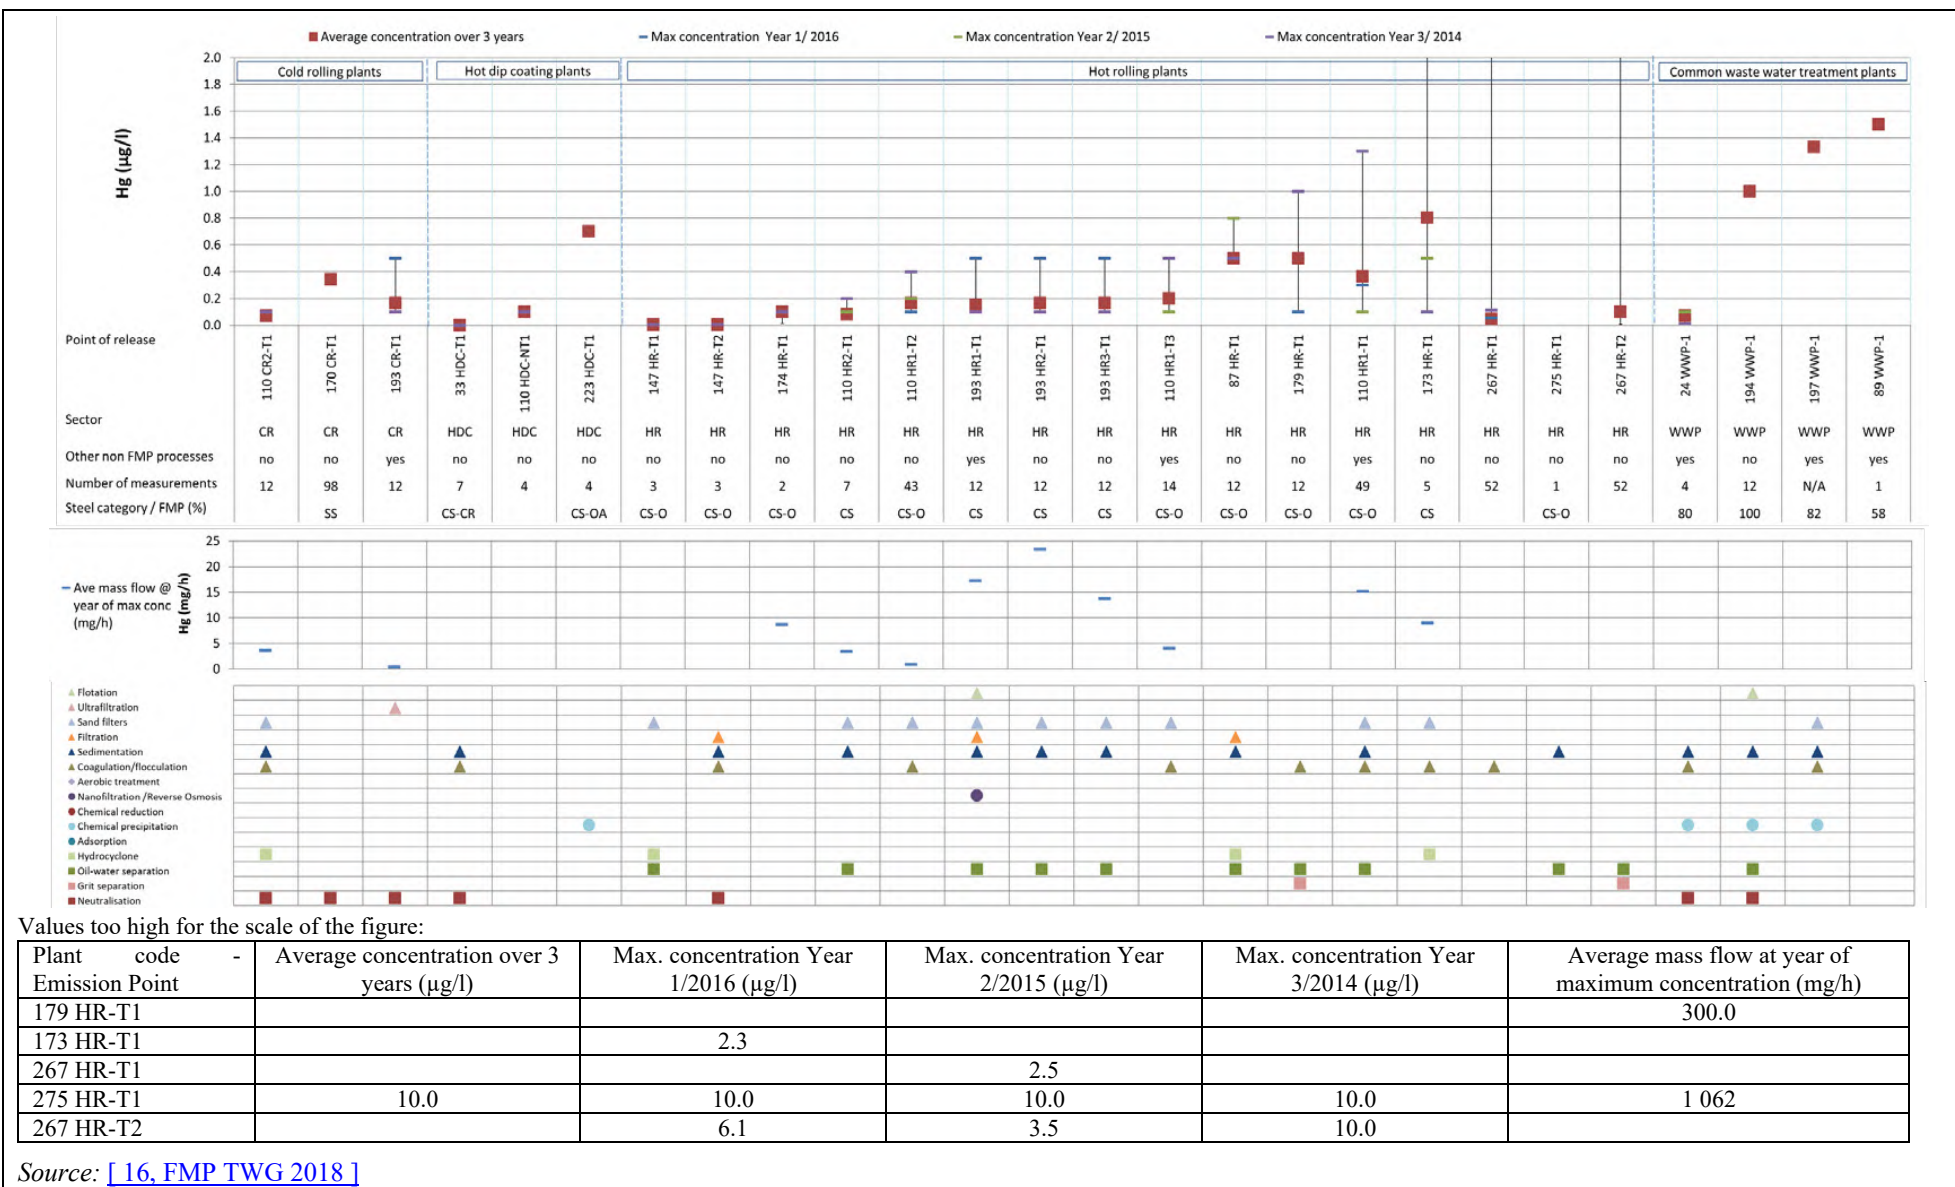 Average concentration over 3 years Max concentration Year 1/ 2016 Max concentration Year 2/ 2015 Max concentration Year 3/ 2014
Cold rolling plants Hot dip coating plants Hot rolling plants Common waste water treatment plants
Hg (µg/l)
2.0
1.8
1.6
1.4
1.2
1.0
0.8
0.6
0.4
0.2
0.0
Point of release 110 CR2-T1 170 CR-T1 193 CR-T1 33 HDC-T1 110 HDC-NT1 223 HDC-T1 147 HR-T1 147 HR-T2 174 HR-T1 110 HR2-T1 110 HR1-T2 193 HR1-T1 193 HR2-T1 193 HR3-T1 110 HR1-T3 87 HR-T1 179 HR-T1 110 HR1-T1 173 HR-T1 267 HR-T1 275 HR-T1 267 HR-T2 24 WWP-1 194 WWP-1 197 WWP-1 89 WWP-1
Sector CR CR CR HDC HDC HDC HR HR HR HR HR HR HR HR HR HR HR HR HR HR HR HR WWP WWP WWP WWP
Other non FMP processes no no yes no no no no no no no no yes no no yes no no yes no no no no yes no yes yes
Number of measurements 12 98 12 7 4 4 3 3 2 7 43 12 12 12 14 12 12 49 5 52 1 52 4 12 N/A 1
Steel category / FMP (%) SS CS-CR CS-OA CS-O CS-O CS-O CS CS-O CS CS CS CS-O CS-O CS-O CS-O CS CS-O 80 100 82 58
Ave mass flow @
year of max conc
(mg/h)
Hg (mg/h)
25
20
15
10
5
0
Flotation
Ultrafiltration
Sand filters
Filtration
Sedimentation
Coagulation/flocculation
Aerobic treatment
Nanofiltration /Reverse Osmosis
Chemical reduction
Chemical precipitation
Adsorption
Hydrocyclone
Oil-water separation
Grit separation
Neutralisation
Values too high for the scale of the figure:
Plant code - Average concentration over 3 Max. concentration Year Max. concentration Year Max. concentration Year Average mass flow at year of
Emission Point years (µg/l) 1/2016 (µg/l) 2/2015 (µg/l) 3/2014 (µg/l) maximum concentration (mg/h)
179 HR-T1 300.0
173 HR-T1 2.3
267 HR-T1 2.5
275 HR-T1 10.0 10.0 10.0 10.0 1 062
267 HR-T2 6.1 3.5 10.0
Source: [ 16, FMP TWG 2018 ]